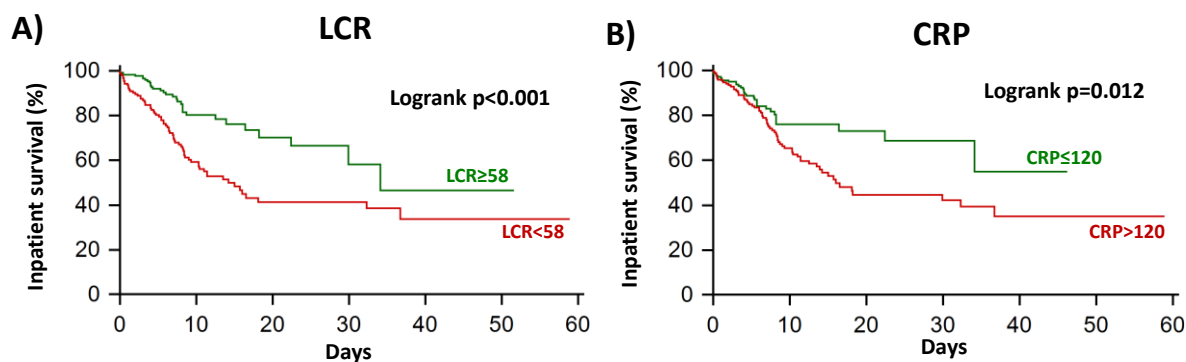 A)
LCR
Inpatient survival (%)
100
80
60
40
20
0
Logrank p<0.001
LCR≥58
LCR<58
0 10 20 30 40 50 60
Days
B)
CRP
Inpatient survival (%)
100
80
60
40
20
0
Logrank p=0.012
CRP≤120
CRP>120
0 10 20 30 40 50 60
Days